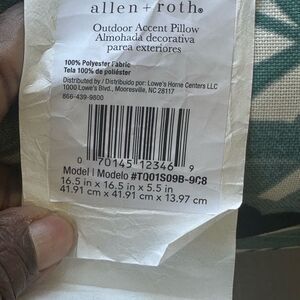 allen + roth®
Outdoor Accent Pillow
Almohada decorativa
para exteriores
100% Polyester Fabric
Tela 100% de poliéster
Distributed by / Distribuido por: Lowe's Home Centers LLC
1000 Lowe's Blvd., Mooresville, NC 28117
866-439-9800
0 70145 12346 9
Model | Modelo #TQ01S09B-9C8
16.5 in x 16.5 in x 5.5 in
41.91 cm x 41.91 cm x 13.97 cm